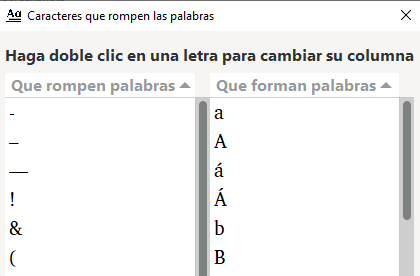 Aa Caracteres que rompen las palabras
Haga doble clic en una letra para cambiar su columna
Que rompen palabras Que forman palabras
- a
– A
— á
! Á
& b
( B